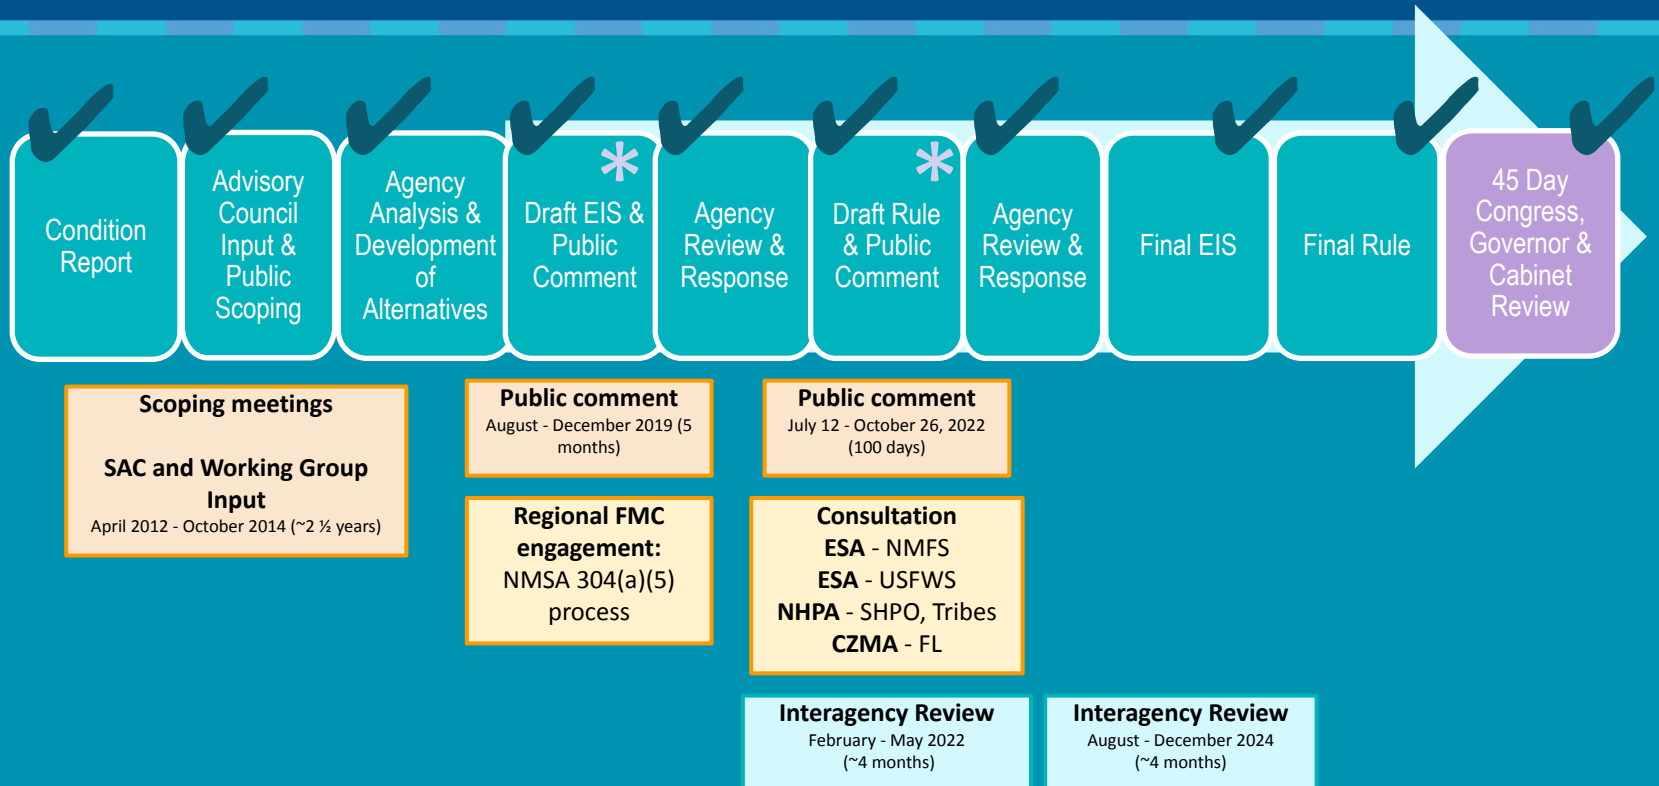 Condition
Report
Advisory
Council
Input &
Public
Scoping
Agency
Analysis &
Development
of
Alternatives
*
Draft EIS &
Public
Comment
Agency
Review &
Response
*
Draft Rule
& Public
Comment
Agency
Review &
Response
Final EIS
Final Rule
45 Day
Congress,
Governor &
Cabinet
Review
Scoping meetings
SAC and Working Group
Input
April 2012 - October 2014 (~2 ½ years)
Public comment
August - December 2019 (5
months)
Regional FMC
engagement:
NMSA 304(a)(5)
process
Public comment
July 12 - October 26, 2022
(100 days)
Consultation
ESA - NMFS
ESA - USFWS
NHPA - SHPO, Tribes
CZMA - FL
Interagency Review
February - May 2022
(~4 months)
Interagency Review
August - December 2024
(~4 months)